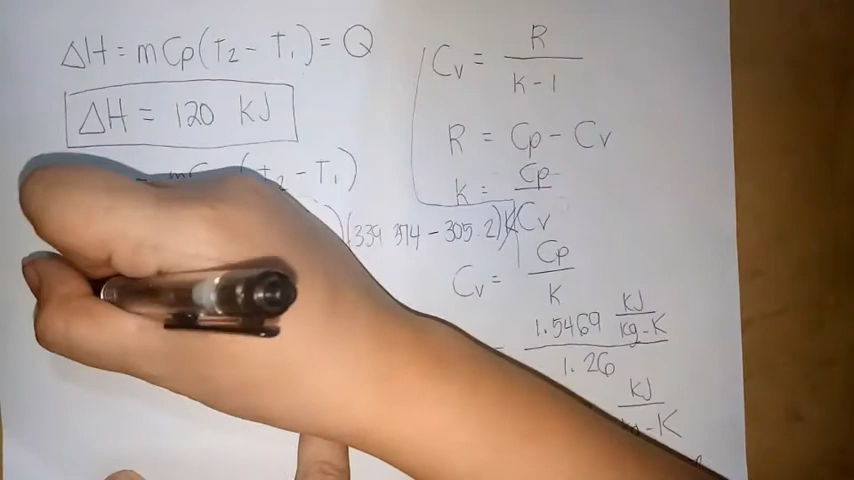 ΔH = mCp(T₂ - T₁) = Q
ΔH = 120 KJ
(T₂ - T₁)
)(339.374 - 305.2)K
Cv = R / K-1
R = Cp - Cv
K = Cp / Cv
Cv = Cp / K
1.5469 KJ/kg-K / 1.26
KJ / -K